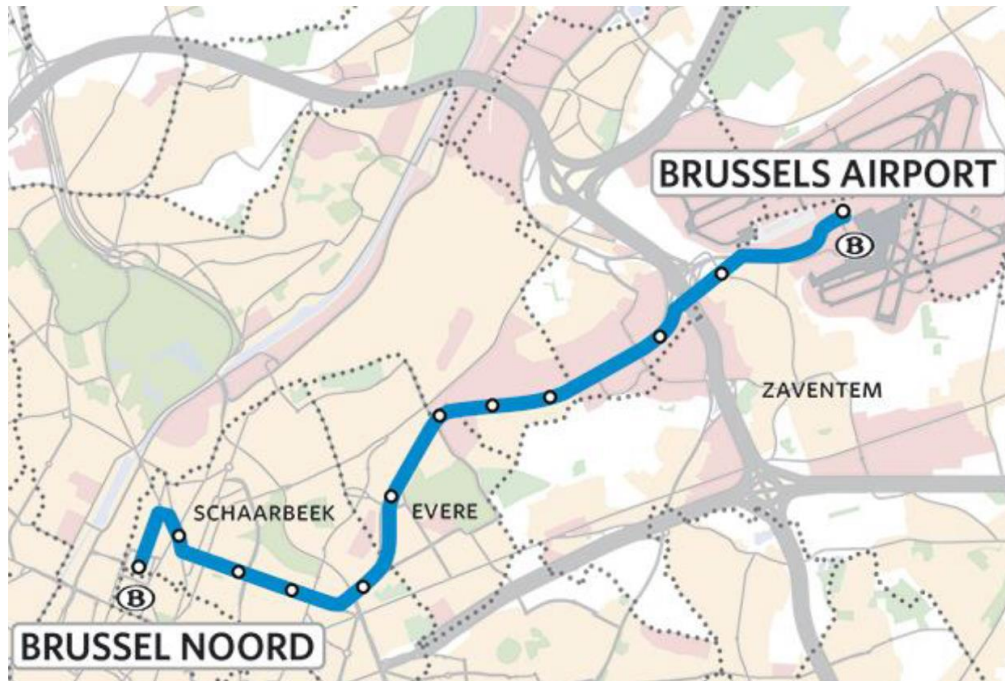 BRUSSELS AIRPORT
B
ZAVENTEM
SCHAARBEEK
EVERE
B
BRUSSEL NOORD